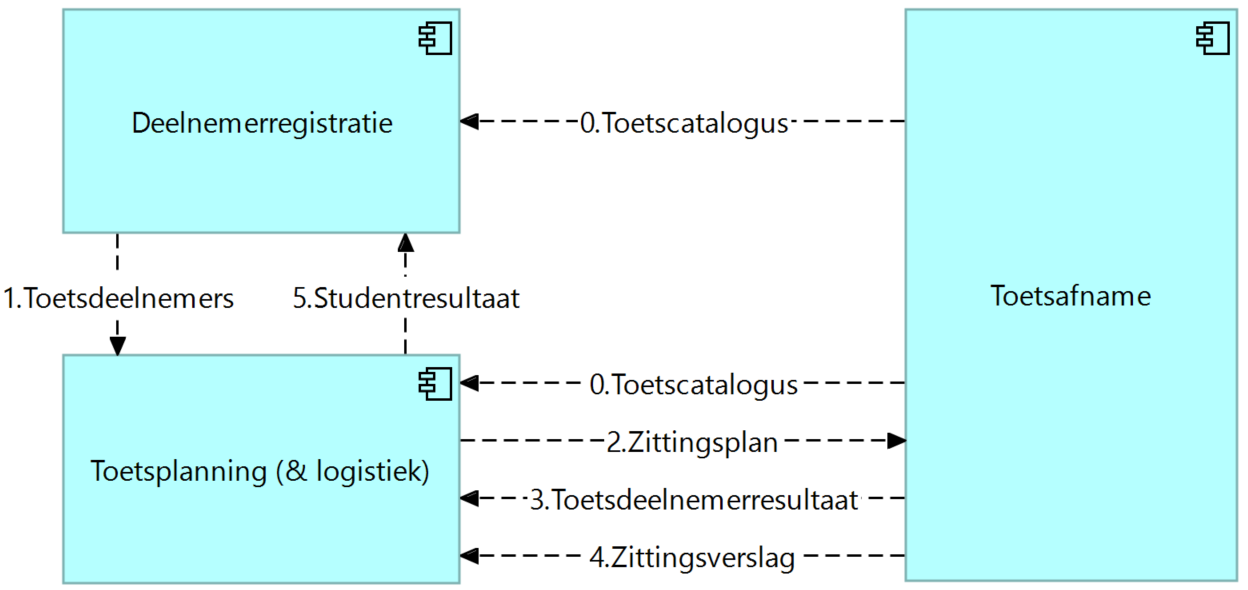 Deelnemerregistratie
0.Toetscatalogus
1.Toetsdeelnemers
5.Studentresultaat
Toetsafname
0.Toetscatalogus
2.Zittingsplan
Toetsplanning (& logistiek)
3.Toetsdeelnemerresultaat
4.Zittingsverslag